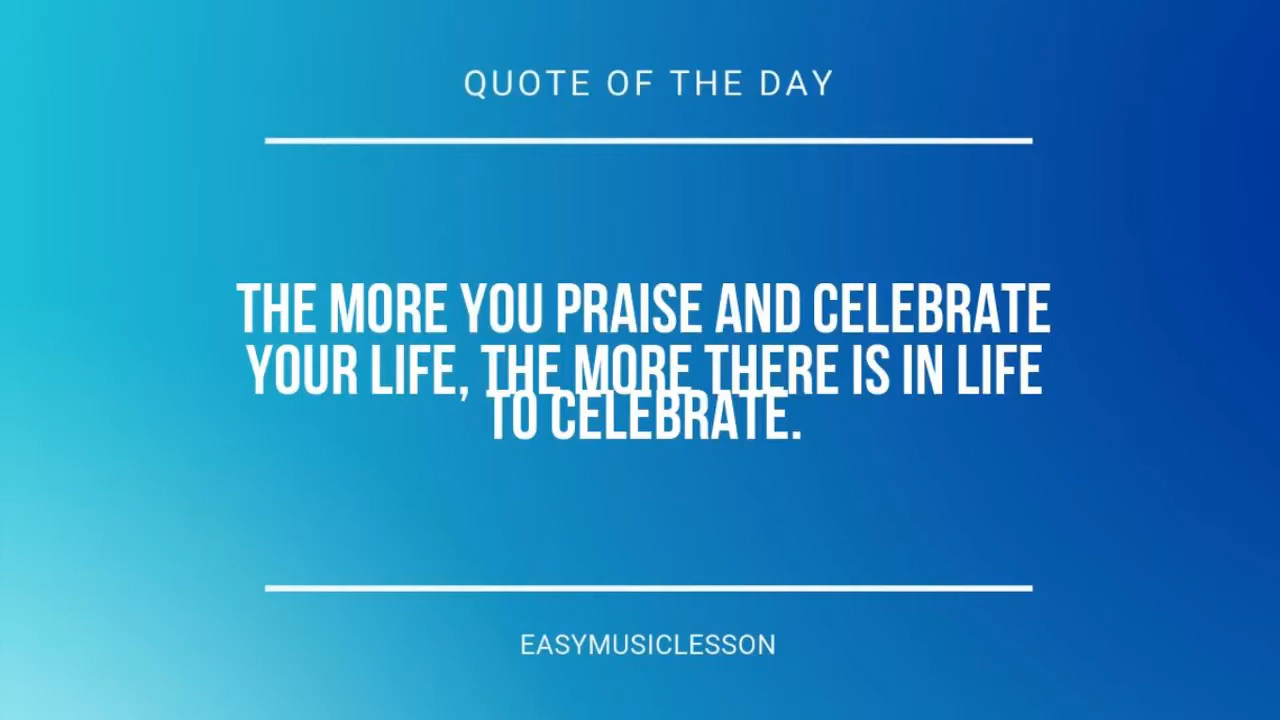 QUOTE OF THE DAY
THE MORE YOU PRAISE AND CELEBRATE
YOUR LIFE, THE MORE THERE IS IN LIFE
TO CELEBRATE.
EASYMUSICLESSON